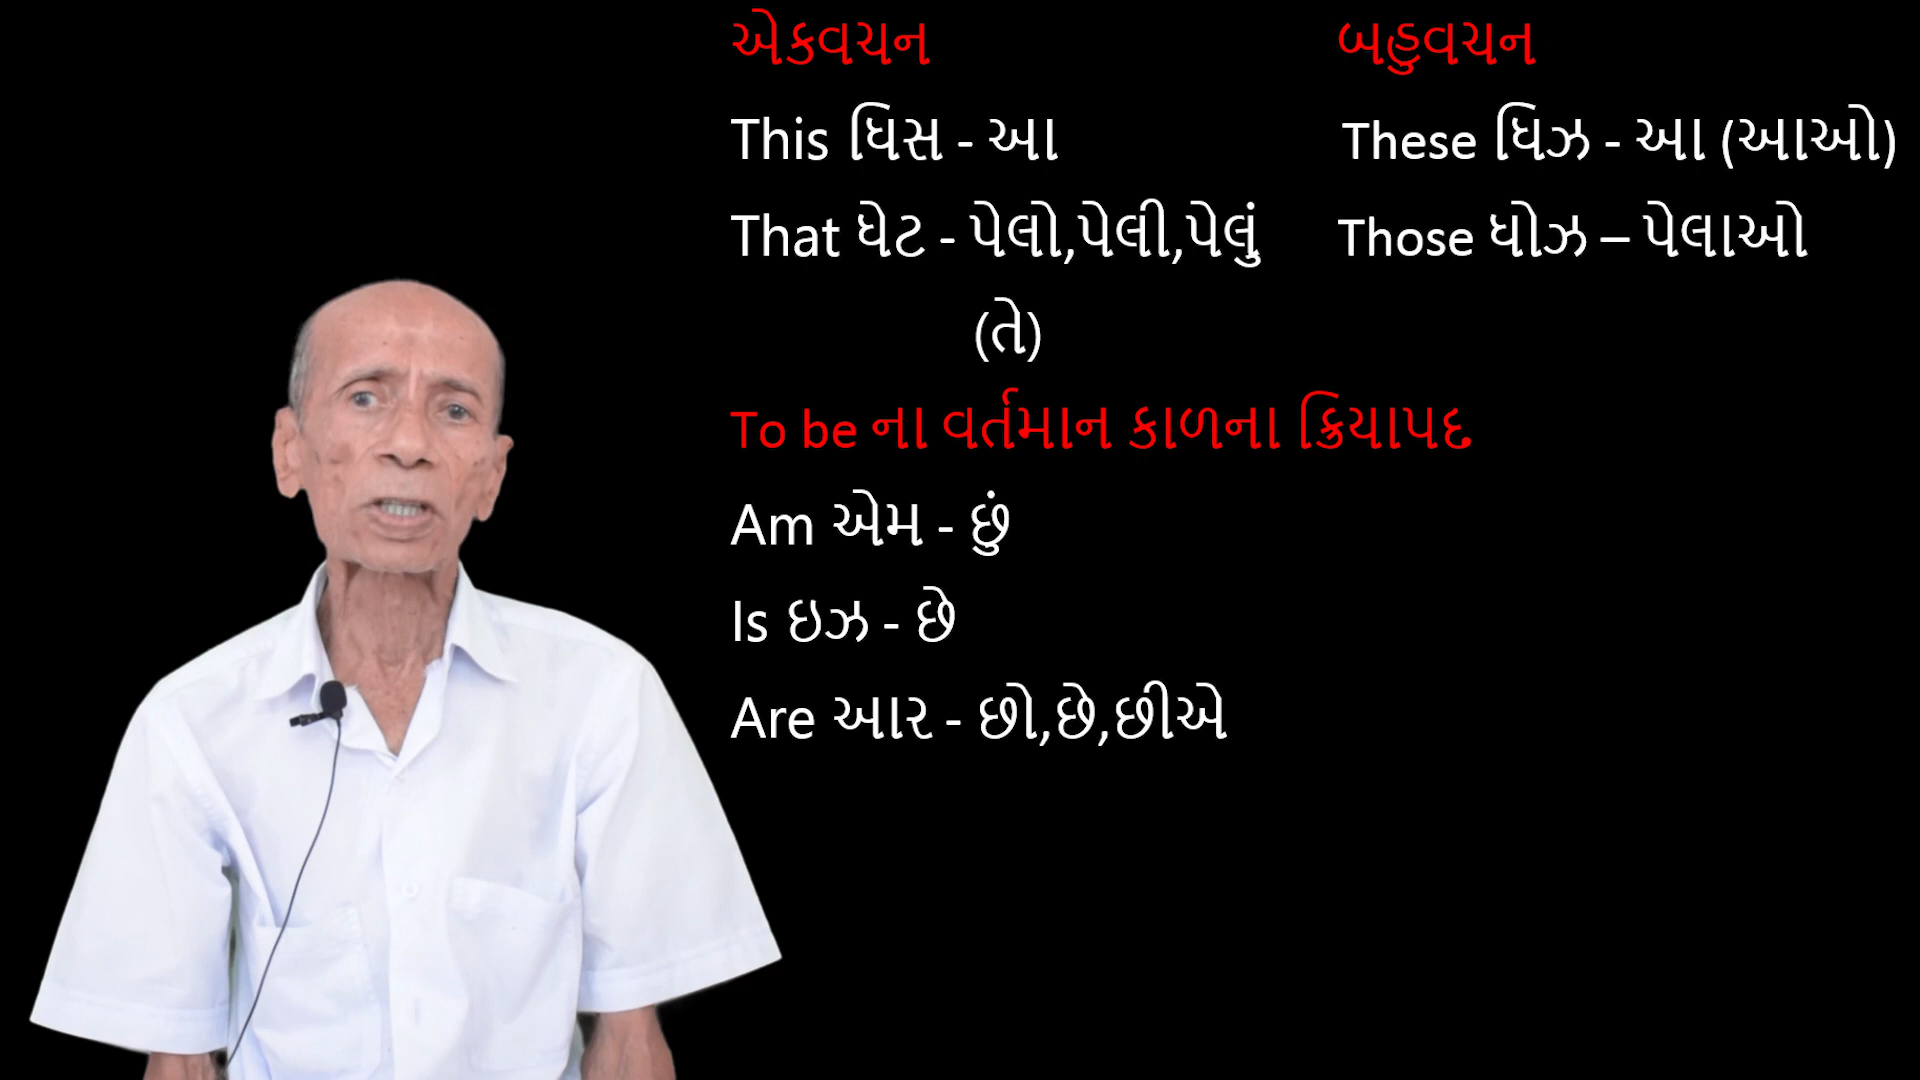 એકવચન બહુવચન
This ધિસ - આ These ધિઝ - આ (આઓ)
That ધેટ - પેલો,પેલી,પેલું Those ધોઝ – પેલાઓ
(તે)
To be ના વર્તમાન કાળના ક્રિયાપદ
Am એમ - છું
Is ઇઝ - છે
Are આર - છો,છે,છીએ